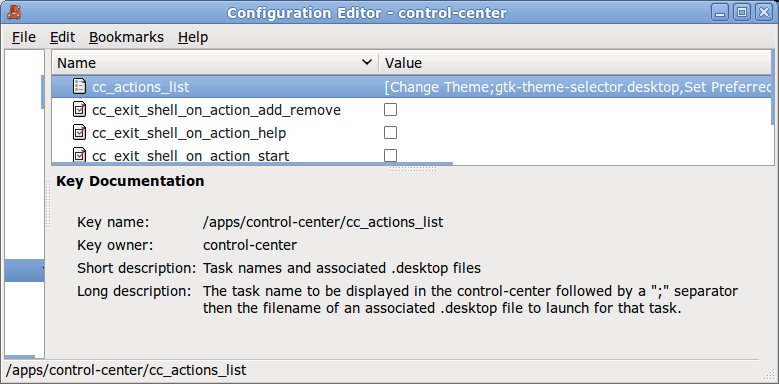 Configuration Editor - control-center
File Edit Bookmarks Help
Name Value
cc_actions_list [Change Theme;gtk-theme-selector.desktop,Set Preferred
cc_exit_shell_on_action_add_remove
cc_exit_shell_on_action_help
cc_exit_shell_on_action_start
Key Documentation
Key name: /apps/control-center/cc_actions_list
Key owner: control-center
Short description: Task names and associated .desktop files
Long description: The task name to be displayed in the control-center followed by a ";" separator
then the filename of an associated .desktop file to launch for that task.
/apps/control-center/cc_actions_list